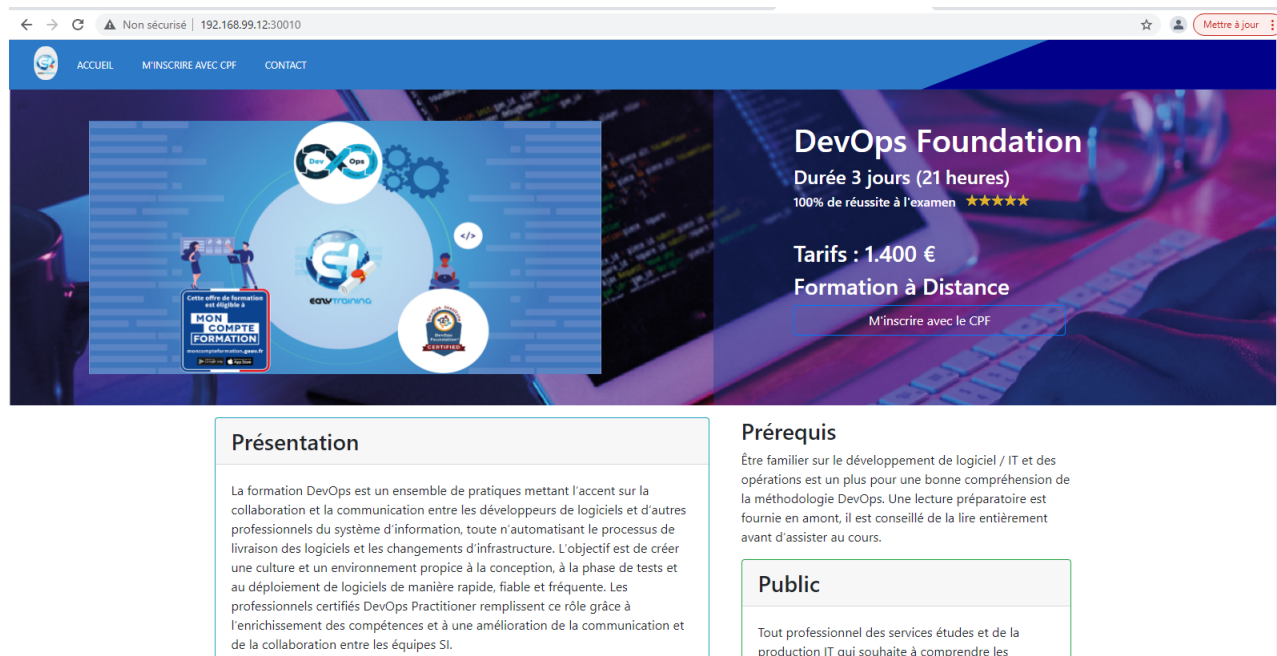 Non sécurisé | 192.168.99.12:30010
Mettre à jour
ACCUEIL
M'INSCRIRE AVEC CPF
CONTACT
Dev
Ops
</>
EAZYTRAINING
Cette offre de formation
est éligible à
MON
COMPTE
FORMATION
moncompteformation.gouv.fr
DevOps
Foundation
CERTIFIED
DevOps Foundation
Durée 3 jours (21 heures)
100% de réussite à l'examen ★★★★★
Tarifs : 1.400 €
Formation à Distance
M'inscrire avec le CPF
Présentation
La formation DevOps est un ensemble de pratiques mettant l'accent sur la
collaboration et la communication entre les développeurs de logiciels et d'autres
professionnels du système d'information, toute n'automatisant le processus de
livraison des logiciels et les changements d'infrastructure. L'objectif est de créer
une culture et un environnement propice à la conception, à la phase de tests et
au déploiement de logiciels de manière rapide, fiable et fréquente. Les
professionnels certifiés DevOps Practitioner remplissent ce rôle grâce à
l'enrichissement des compétences et à une amélioration de la communication et
de la collaboration entre les équipes SI.
Prérequis
Être familier sur le développement de logiciel / IT et des
opérations est un plus pour une bonne compréhension de
la méthodologie DevOps. Une lecture préparatoire est
fournie en amont, il est conseillé de la lire entièrement
avant d'assister au cours.
Public
Tout professionnel des services études et de la
production IT qui souhaite à comprendre les